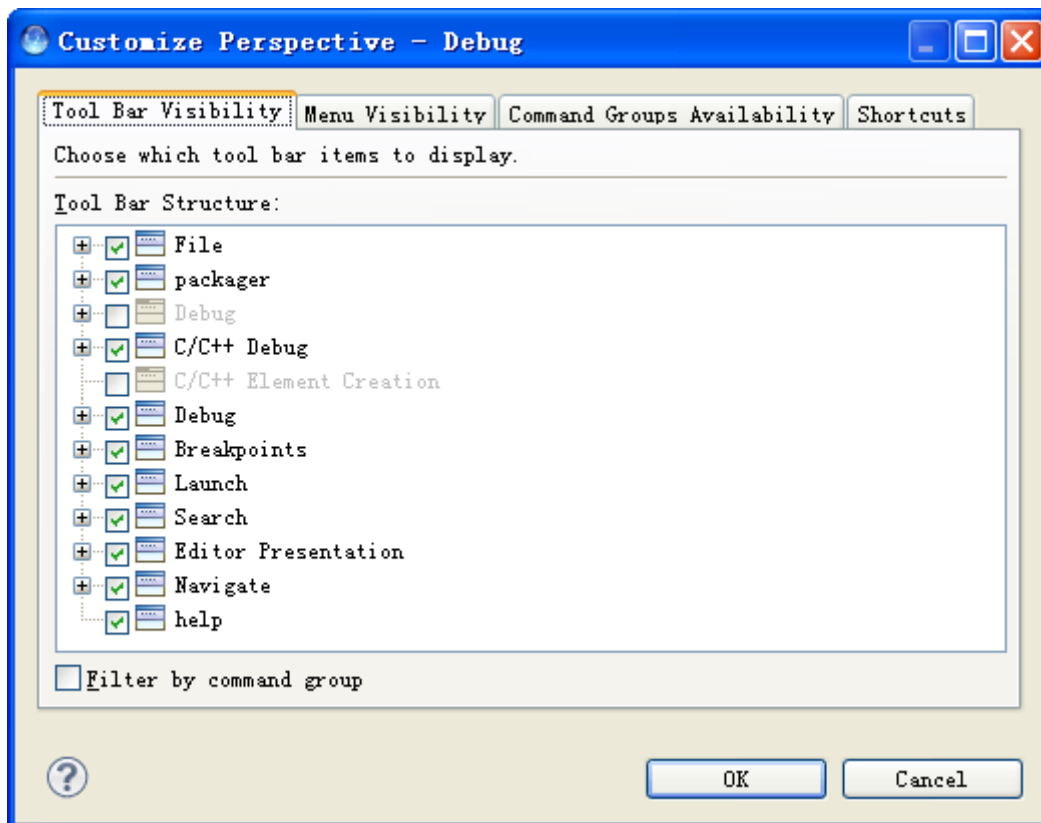 Customize Perspective - Debug
Tool Bar Visibility Menu Visibility Command Groups Availability Shortcuts
Choose which tool bar items to display.
Tool Bar Structure:
File
packager
Debug
C/C++ Debug
C/C++ Element Creation
Debug
Breakpoints
Launch
Search
Editor Presentation
Navigate
help
Filter by command group
? OK Cancel